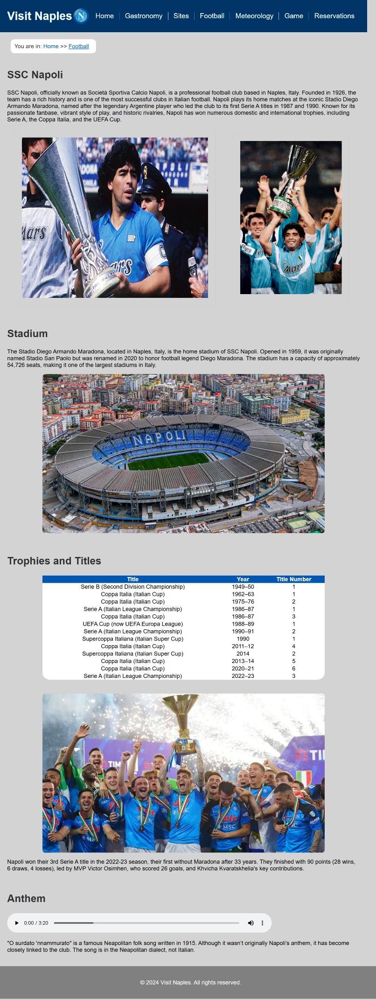 Visit Naples N Home Gastronomy Sites Football Meteorology Game Reservations
You are in: Home >> Football
SSC Napoli
SSC Napoli, officially known as Società Sportiva Calcio Napoli, is a professional football club based in Naples, Italy. Founded in 1926, the
team has a rich history and is one of the most successful clubs in Italian football. Napoli plays its home matches at the iconic Stadio Diego
Armando Maradona, named after the legendary Argentine player who led the club to its first Serie A titles in 1987 and 1990. Known for its
passionate fanbase, vibrant style of play, and historic rivalries, Napoli has won numerous domestic and international trophies, including
Serie A, the Coppa Italia, and the UEFA Cup.
NAPOLI
Mars
Mars
Stadium
The Stadio Diego Armando Maradona, located in Naples, Italy, is the home stadium of SSC Napoli. Opened in 1959, it was originally
named Stadio San Paolo but was renamed in 2020 to honor football legend Diego Maradona. The stadium has a capacity of approximately
54,726 seats, making it one of the largest stadiums in Italy.
NAPOLI
Trophies and Titles
Title Year Title Number
Serie B (Second Division Championship) 1949–50 1
Coppa Italia (Italian Cup) 1962–63 1
Coppa Italia (Italian Cup) 1975–76 2
Serie A (Italian League Championship) 1986–87 1
Coppa Italia (Italian Cup) 1986–87 3
UEFA Cup (now UEFA Europa League) 1988–89 1
Serie A (Italian League Championship) 1990–91 2
Supercoppa Italiana (Italian Super Cup) 1990 1
Coppa Italia (Italian Cup) 2011–12 4
Supercoppa Italiana (Italian Super Cup) 2014 2
Coppa Italia (Italian Cup) 2013–14 5
Coppa Italia (Italian Cup) 2020–21 6
Serie A (Italian League Championship) 2022–23 3
TIM
MSC
Napoli won their 3rd Serie A title in the 2022-23 season, their first without Maradona after 33 years. They finished with 90 points (28 wins,
6 draws, 4 losses), led by MVP Victor Osimhen, who scored 26 goals, and Khvicha Kvaratskhelia's key contributions.
Anthem
0:00 / 3:20
"O surdato 'nnammurato" is a famous Neapolitan folk song written in 1915. Although it wasn't originally Napoli's anthem, it has become
closely linked to the club. The song is in the Neapolitan dialect, not Italian.
© 2024 Visit Naples. All rights reserved.